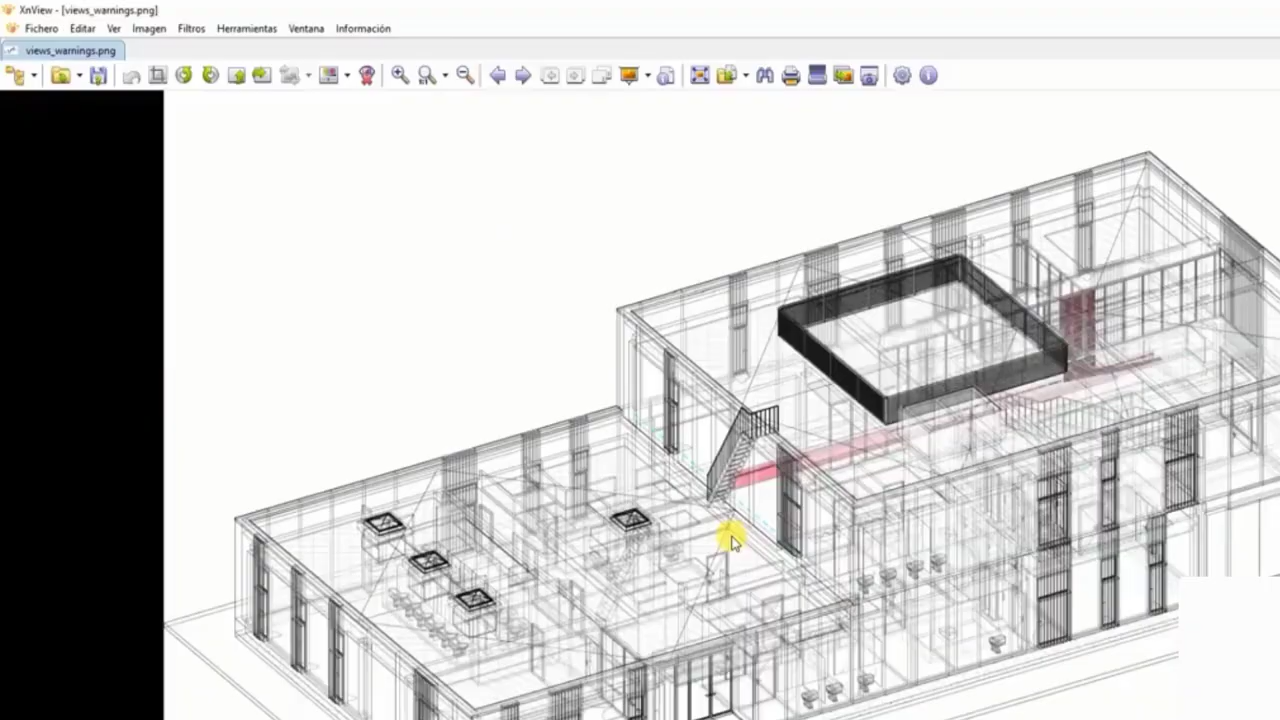 XnView - [views_warnings.png]
Fichero Editar Ver Imagen Filtros Herramientas Ventana Información
views_warnings.png